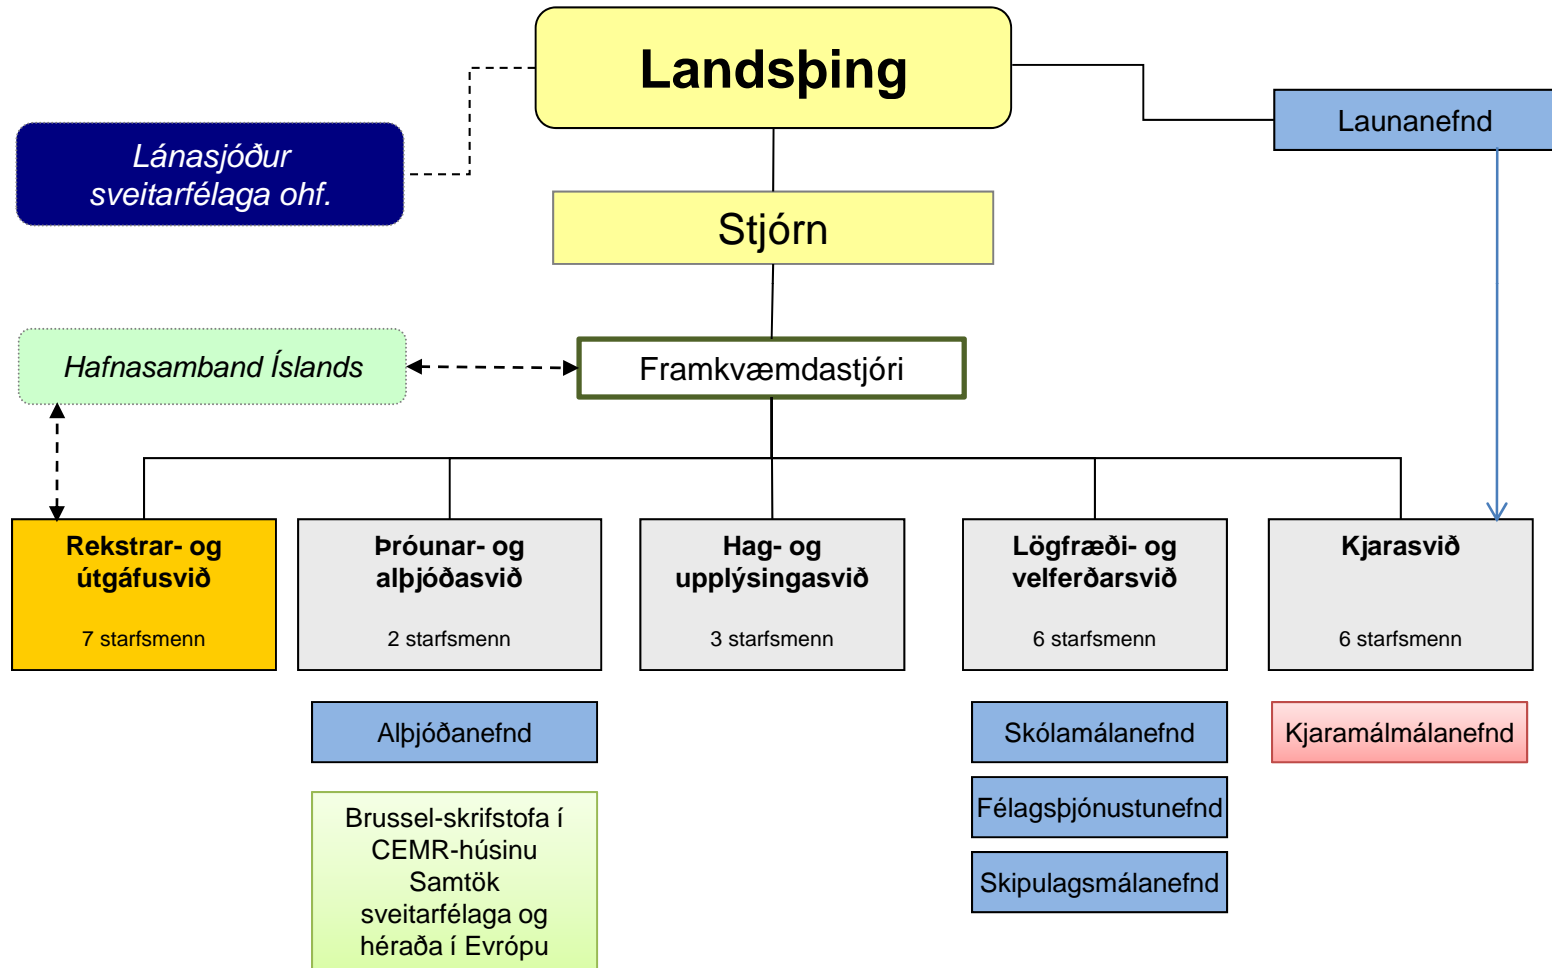 Landsþing
Launanefnd
Lánasjóður
sveitarfélaga ohf.
Stjórn
Hafnasamband Íslands
Framkvæmdastjóri
Rekstrar- og
útgáfusvið
7 starfsmenn
Þróunar- og
alþjóðasvið
2 starfsmenn
Hag- og
upplýsingasvið
3 starfsmenn
Lögfræði- og
velferðarsvið
6 starfsmenn
Kjarasvið
6 starfsmenn
Alþjóðanefnd
Skólamálanefnd
Kjaramálmálanefnd
Félagsþjónustunefnd
Skipulagsmálanefnd
Brussel-skrifstofa í
CEMR-húsinu
Samtök
sveitarfélaga og
héraða í Evrópu